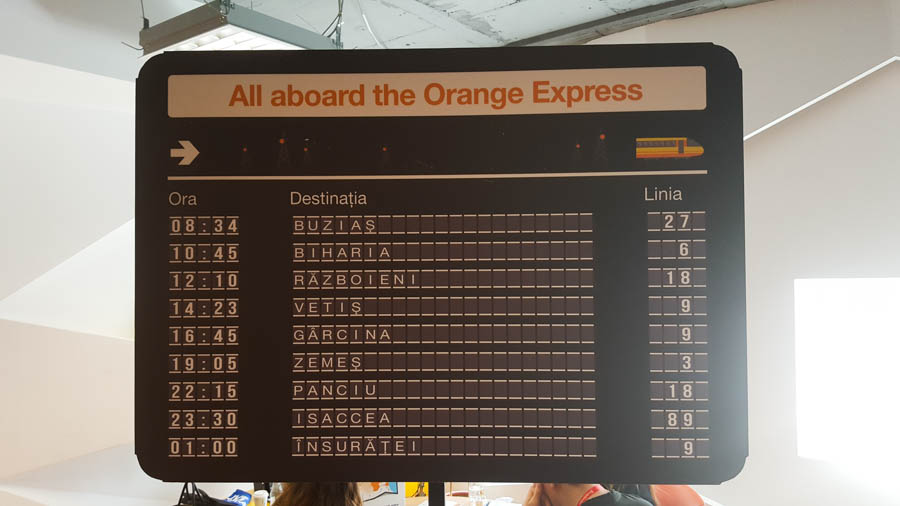 All aboard the Orange Express
Ora Destinația Linia
08:34 BUZIAȘ 27
10:45 BIHARIA 6
12:10 RĂZBOIENI 18
14:23 VETIȘ 9
16:45 GÂRCINA 9
19:05 ZEMEȘ 3
22:15 PANCIU 18
23:30 ISACCEA 89
01:00 ÎNSURĂȚEI 9